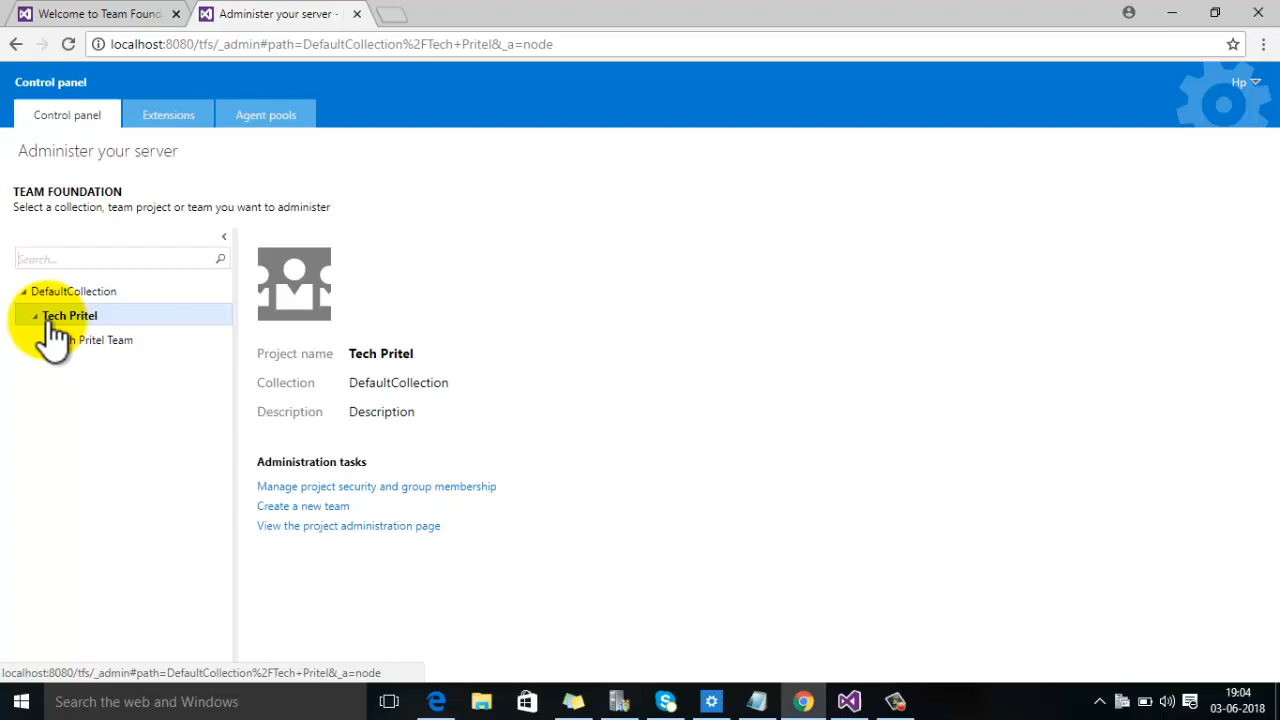 Welcome to Team Found
Administer your server -
localhost:8080/tfs/_admin#path=DefaultCollection%2FTech+Pritel&_a=node
Control panel
Hp
Control panel
Extensions
Agent pools
Administer your server
TEAM FOUNDATION
Select a collection, team project or team you want to administer
Search...
DefaultCollection
Tech Pritel
Pritel Team
Project name Tech Pritel
Collection DefaultCollection
Description Description
Administration tasks
Manage project security and group membership
Create a new team
View the project administration page
localhost:8080/tfs/_admin#path=DefaultCollection%2FTech+Pritel&_a=node
Search the web and Windows
19:04
03-06-2018